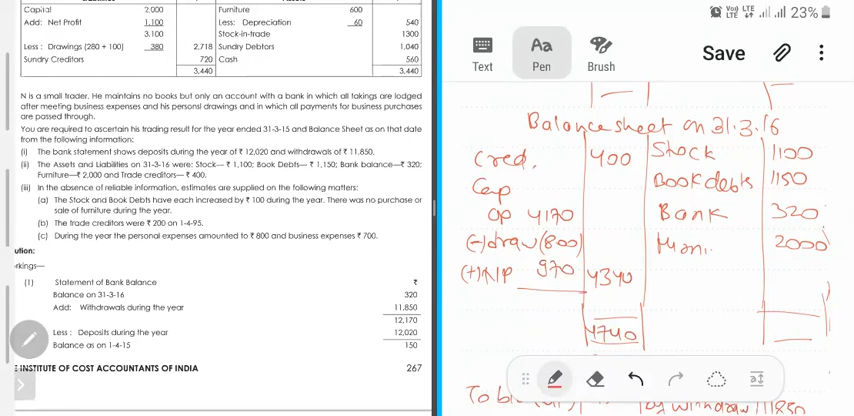 Capital 2,000 Furniture 600
Add: Net Profit 1,100 Less: Depreciation 60 540
3,100 Stock-in-trade 1300
Less : Drawings (280 + 100) 380 2,718 Sundry Debtors 1,040
Sundry Creditors 720 Cash 560
3,440 3,440
N is a small trader. He maintains no books but only an account with a bank in which all takings are lodged
after meeting business expenses and his personal drawings and in which all payments for business purchases
are passed through.
You are required to ascertain his trading result for the year ended 31-3-15 and Balance Sheet as on that date
from the following information:
(i) The bank statement shows deposits during the year of ₹ 12,020 and withdrawals of ₹ 11,850.
(ii) The Assets and Liabilities on 31-3-16 were: Stock— ₹ 1,100; Book Debts— ₹ 1,150; Bank balance—₹ 320;
Furniture—₹ 2,000 and Trade creditors— ₹ 400.
(iii) In the absence of reliable information, estimates are supplied on the following matters:
(a) The Stock and Book Debts have each increased by ₹ 100 during the year. There was no purchase or
sale of furniture during the year.
(b) The trade creditors were ₹ 200 on 1-4-95.
(c) During the year the personal expenses amounted to ₹ 800 and business expenses ₹ 700.
ution:
rkings—
(1) Statement of Bank Balance ₹
Balance on 31-3-16 320
Add: Withdrawals during the year 11,850
12,170
Less : Deposits during the year 12,020
Balance as on 1-4-15 150
E INSTITUTE OF COST ACCOUNTANTS OF INDIA 267
Vo) LTE LTE 23%
Text Aa Pen Brush Save
Balance sheet on 31.3.16
Cred. 400 Stock 1100
Cap Book debts 1150
op 4170 Bank 320
(-) draw (800) 2000
(+) NP 970 4340
4740
by withdraw 11850